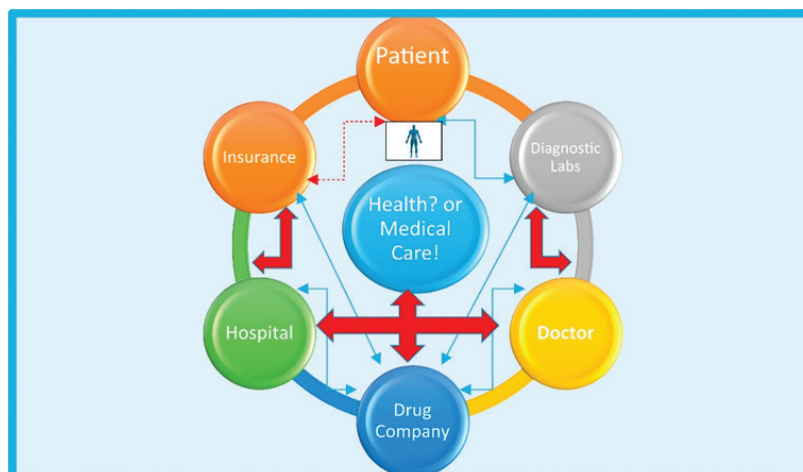 Patient
Insurance
Diagnostic
Labs
Health? or
Medical
Care!
Hospital
Doctor
Drug
Company